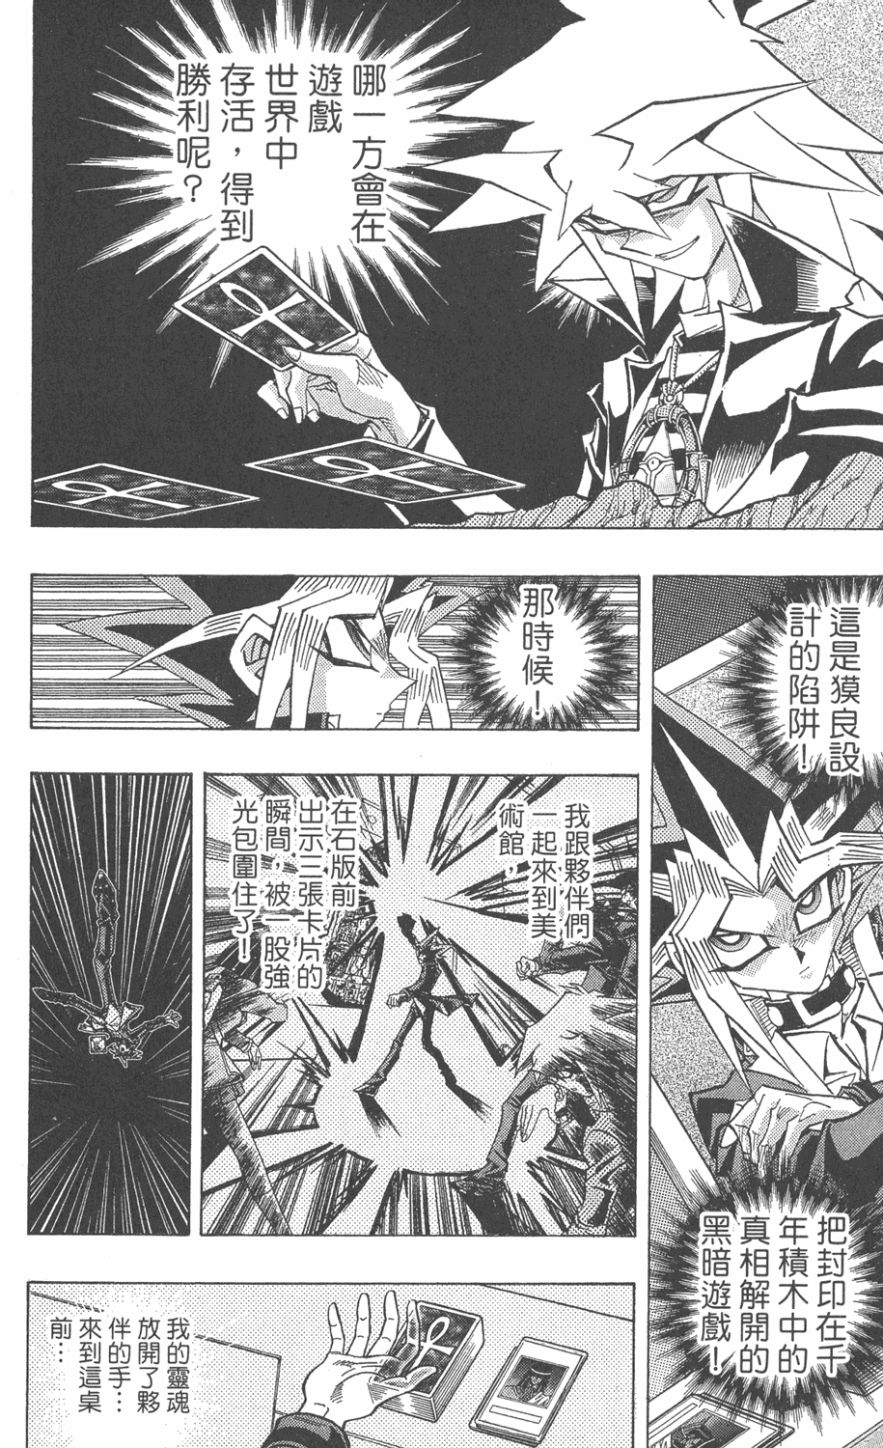 哪一方會在
遊戲
世界中
存活，得到
勝利呢？
這是獏良設
計的陷阱！
把封印在千
年積木中的
真相解開的
黑暗遊戲！
那時候！
我跟夥伴們
一起來到美
術館，
在石版前
出示三張卡片的
瞬間，被一股強
光包圍住了！
我的靈魂
放開了夥
伴的手…
來到這桌
前…